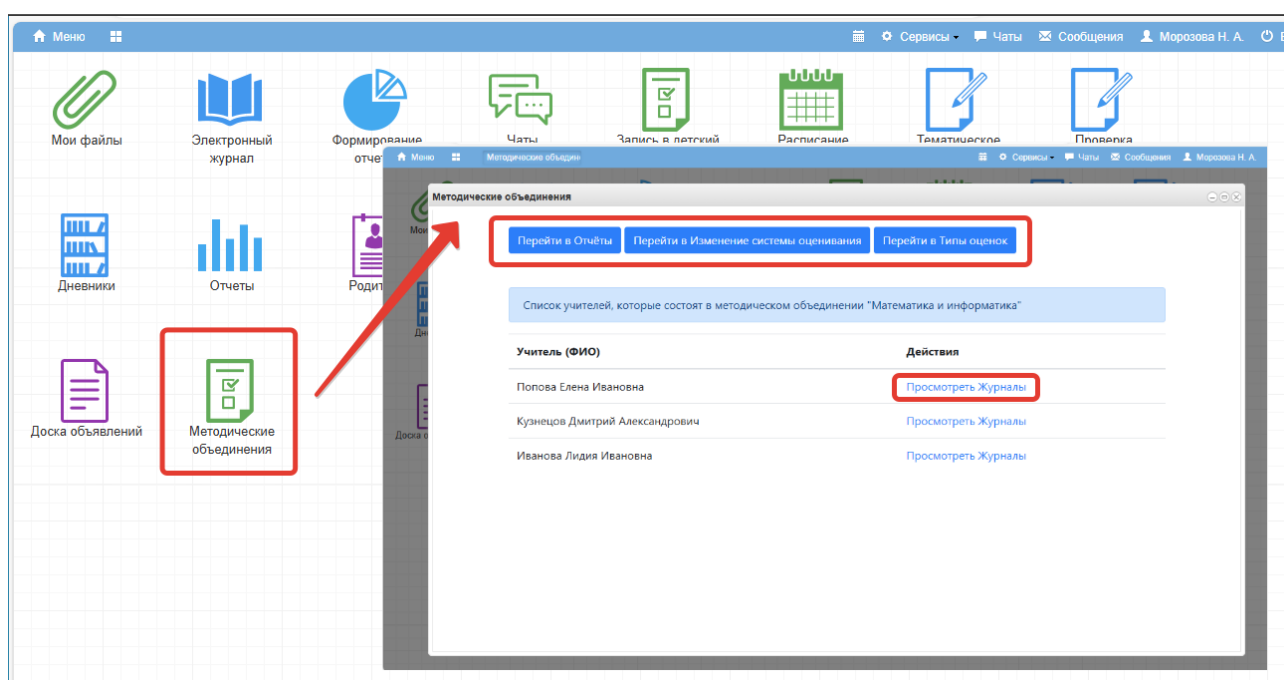 Меню
Сервисы
Чаты
Сообщения
Морозова Н. А.
Мои файлы
Электронный
журнал
Формирование
Чаты
Запись в детский
Расписание
Тематическое
Проверка
Дневники
Отчеты
Доска объявлений
Методические
объединения
Меню
Методические объедин
Сервисы
Чаты
Сообщения
Морозова Н. А.
Методические объединения
Перейти в Отчёты
Перейти в Изменение системы оценивания
Перейти в Типы оценок
Список учителей, которые состоят в методическом объединении "Математика и информатика"
Учитель (ФИО) Действия
Попова Елена Ивановна Просмотреть Журналы
Кузнецов Дмитрий Александрович Просмотреть Журналы
Иванова Лидия Ивановна Просмотреть Журналы